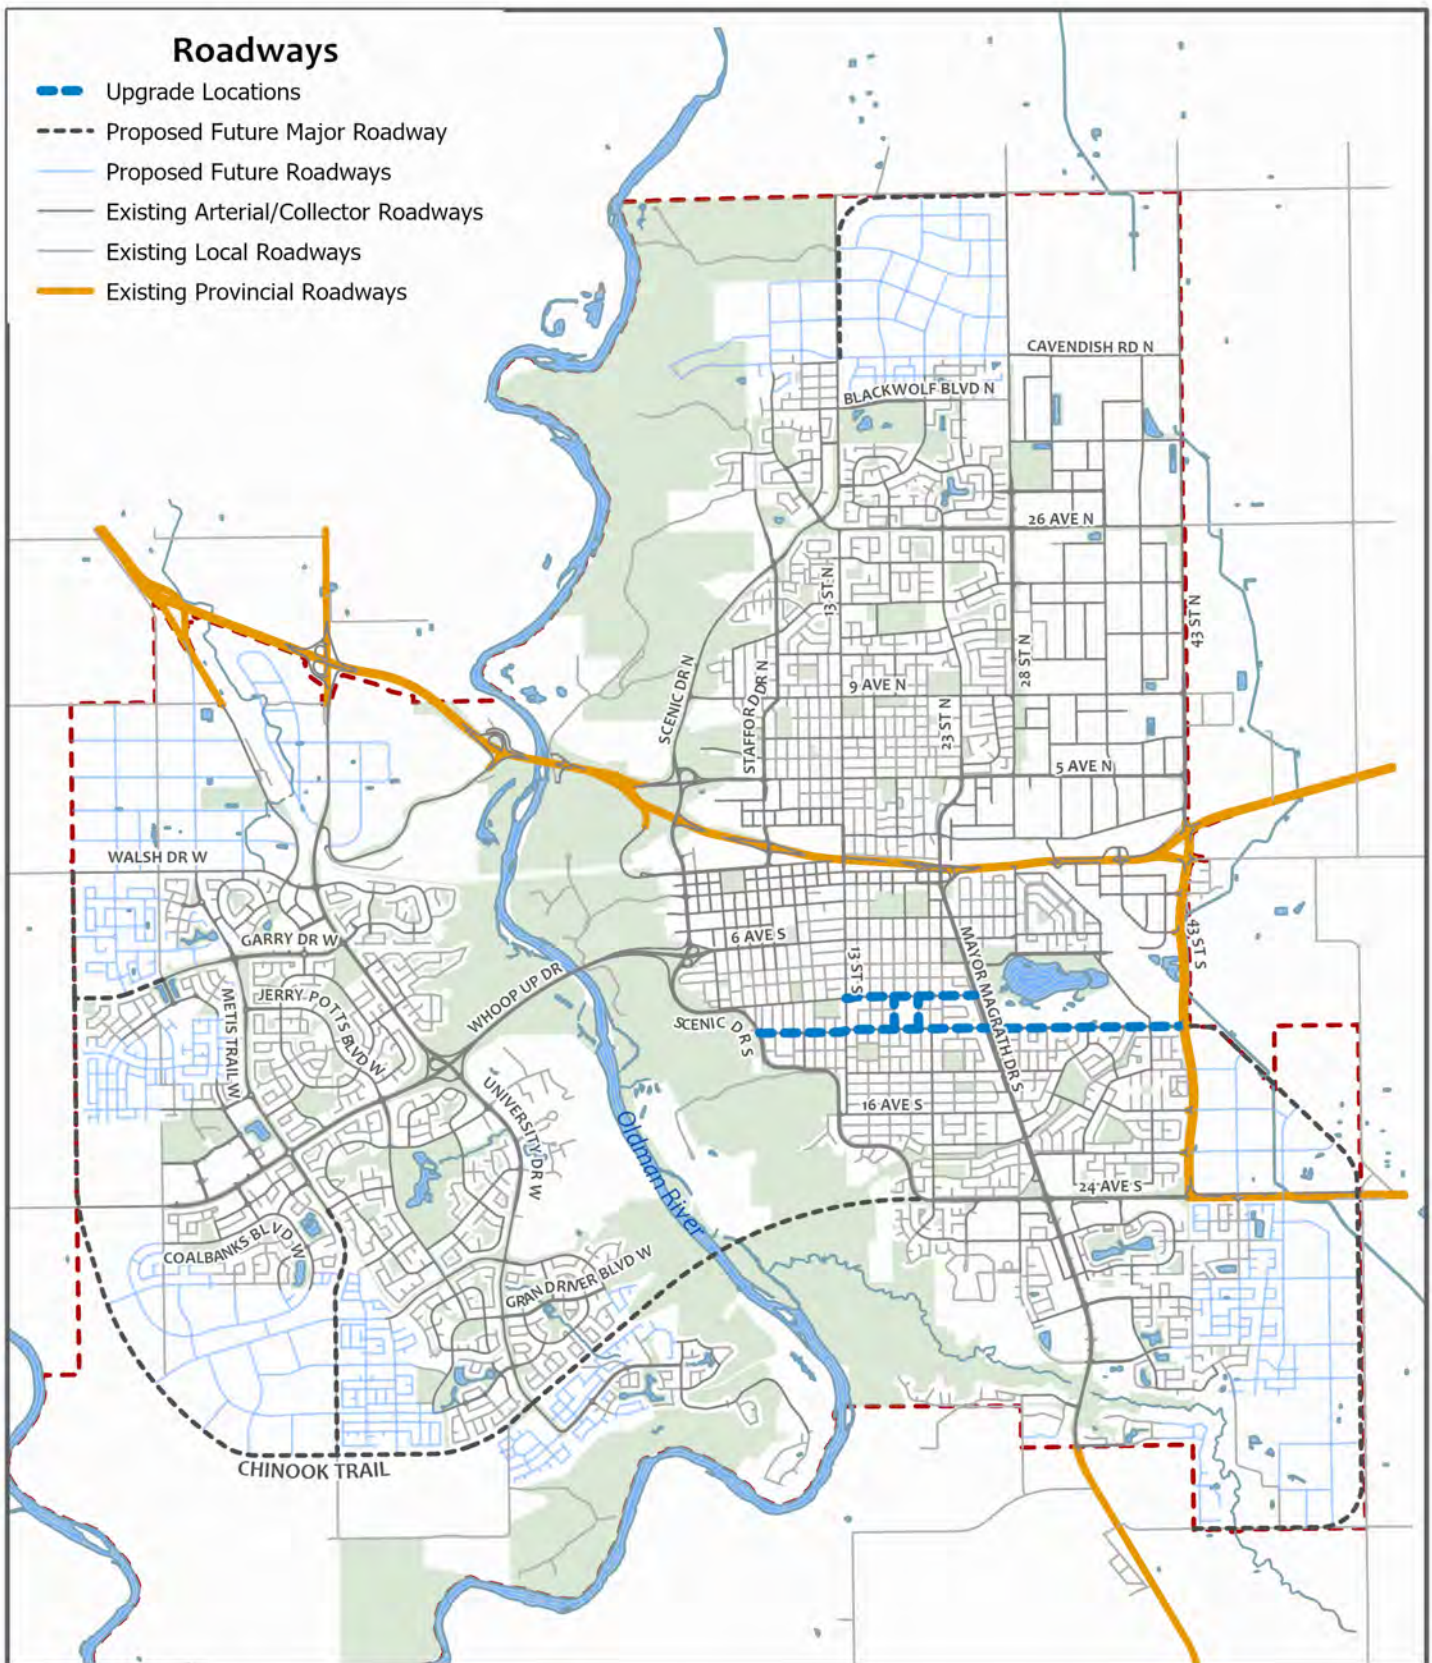 Roadways
Upgrade Locations
Proposed Future Major Roadway
Proposed Future Roadways
Existing Arterial/Collector Roadways
Existing Local Roadways
Existing Provincial Roadways
CAVENDISH RD N
BLACKWOLF BLVD N
26 AVE N
13 ST N
43 ST N
28 ST N
SCENIC DR N
STAFFORD DR N
9 AVE N
23 ST N
5 AVE N
WALSH DR W
GARRY DR W
6 AVE S
13 ST S
MAYOR MAGRATH DR S
43 ST S
METIS TRAIL W
JERRY POTTS BLVD W
WHOOP UP DR
SCENIC DR S
UNIVERSITY DR W
16 AVE S
Oldman River
24 AVE S
COALBANKS BLVD W
GRAND RIVER BLVD W
CHINOOK TRAIL